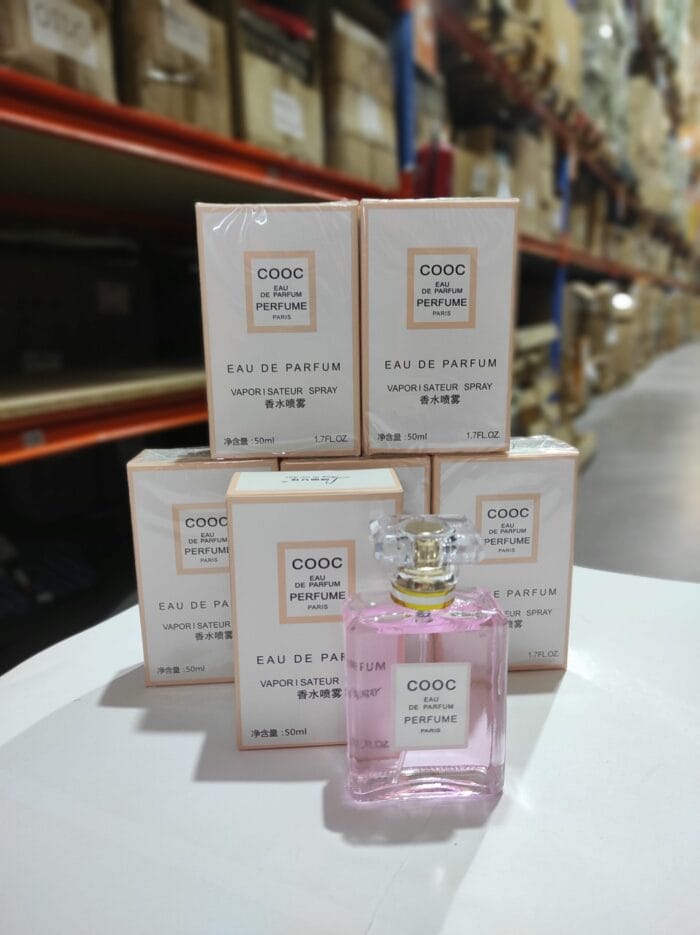 COOC
EAU
DE PARFUM
PERFUME
PARIS
EAU DE PARFUM
VAPORISATEUR SPRAY
香水喷雾
净含量:50ml 1.7FL.OZ.
COOC
EAU
DE PARFUM
PERFUME
PARIS
EAU DE PARFUM
VAPORISATEUR SPRAY
香水喷雾
净含量:50ml 1.7FL.OZ.
COOC
EAU
DE PARFUM
PERFUME
PARIS
EAU DE PA
VAPORISATEU
香水喷雾
净含量:50ml
COOC
EAU
DE PARFUM
PERFUME
PARIS
EAU DE PARF
VAPORISATEUR
香水喷雾
净含量:50ml
COOC
EAU
DE PARFUM
PERFUME
PARIS
PARFUM
EUR SPRAY
1.7FL.OZ.
COOC
EAU
DE PARFUM
PERFUME
PARIS